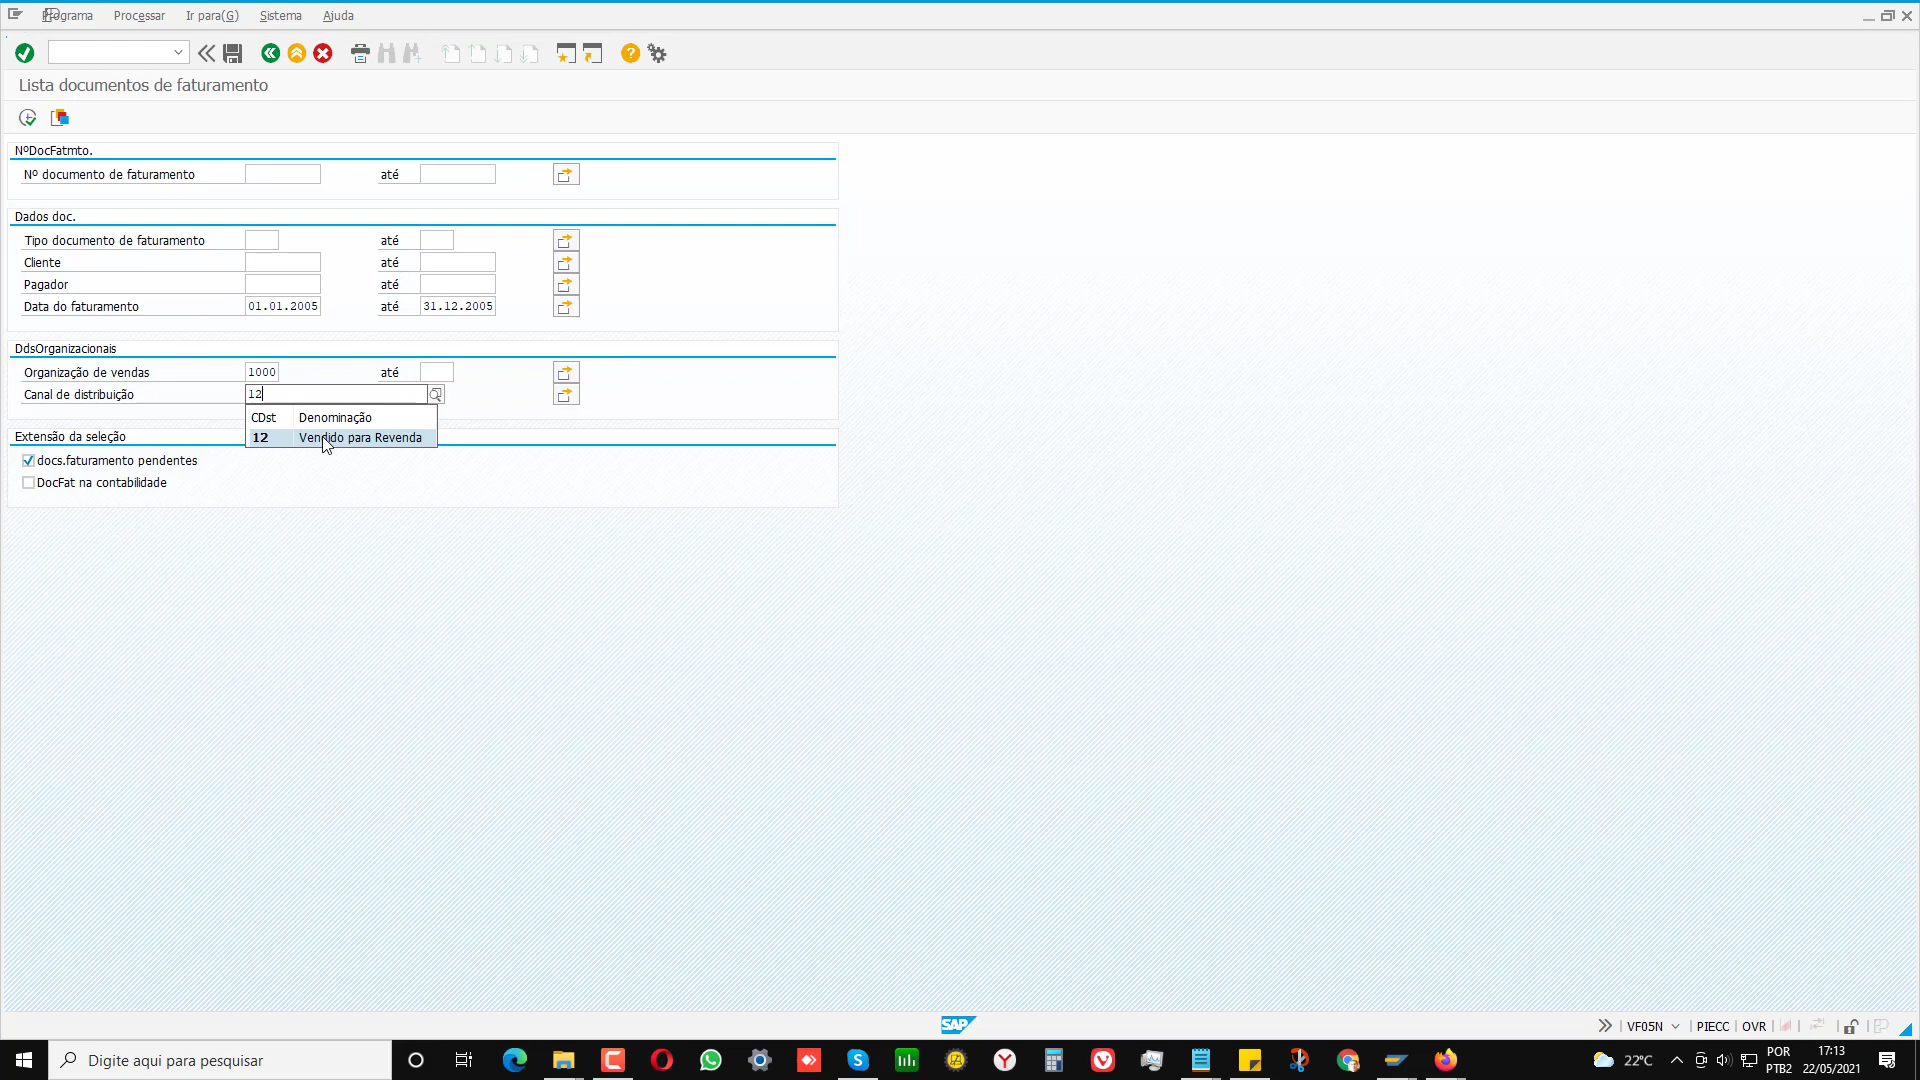 Programa Processar Ir para(G) Sistema Ajuda
Lista documentos de faturamento
NºDocFatmto.
Nº documento de faturamento até
Dados doc.
Tipo documento de faturamento até
Cliente até
Pagador até
Data do faturamento 01.01.2005 até 31.12.2005
DdsOrganizacionais
Organização de vendas 1000 até
Canal de distribuição 12
CDst Denominação
12 Vendido para Revenda
Extensão da seleção
docs.faturamento pendentes
DocFat na contabilidade
SAP
VF05N PIECC OVR
Digite aqui para pesquisar
22°C
POR
PTB2
17:13
22/05/2021